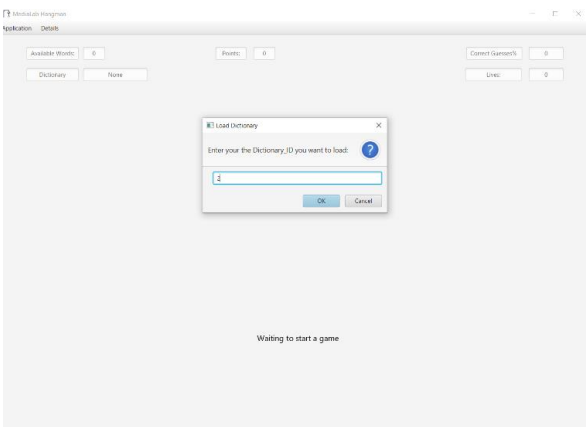 MediaLab Hangman
Application Details
Available Words: 0 Points: 0 Correct Guesses% 0
Dictionary None Lives 0
Load Dictionary
Enter your the Dictionary_ID you want to load:
2
OK Cancel
Waiting to start a game